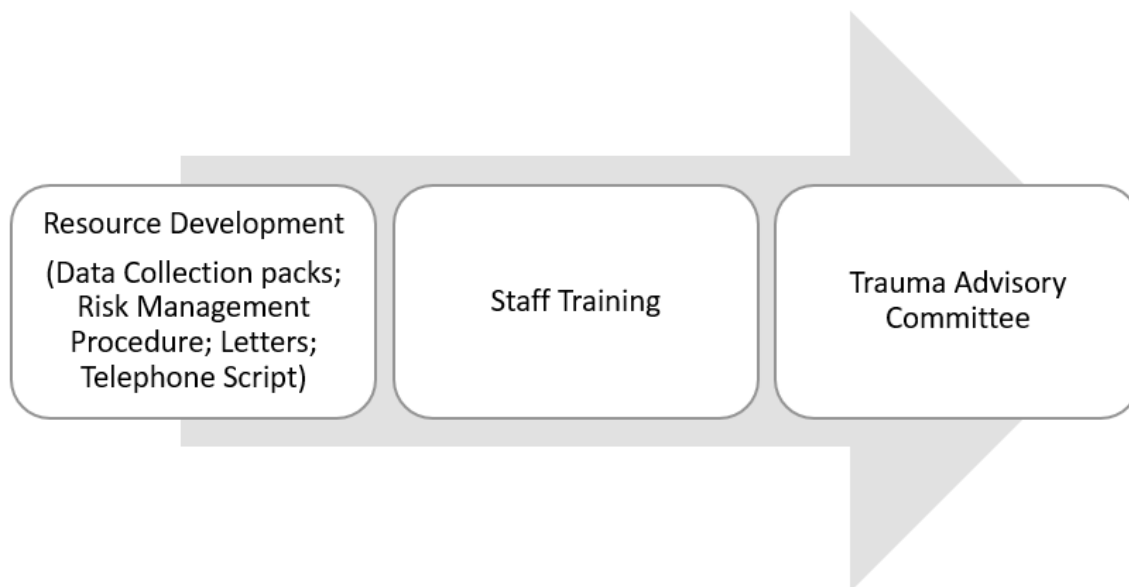 Resource Development
(Data Collection packs;
Risk Management
Procedure; Letters;
Telephone Script)
Staff Training
Trauma Advisory
Committee